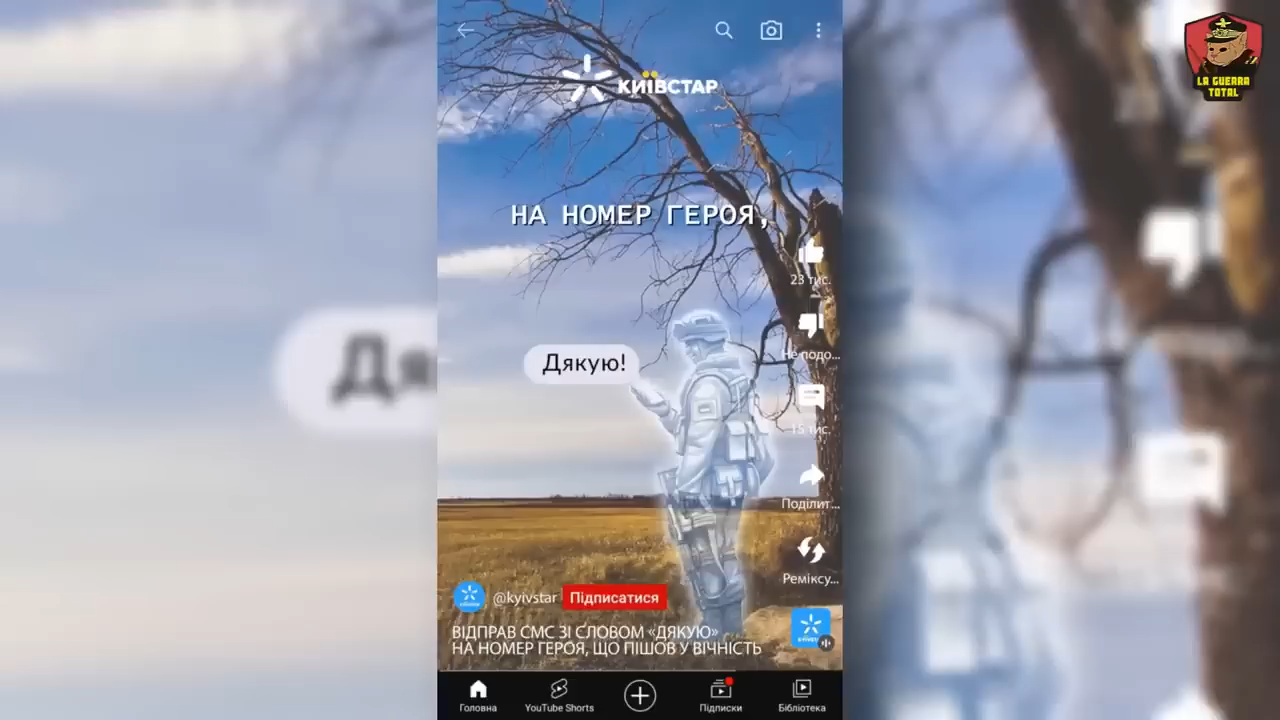 LA GUERRA
TOTAL
КИЇВСТАР
НА НОМЕР ГЕРОЯ,
23 тис.
Дякую!
Не подо...
15 тис.
Поділит...
Реміксу...
@kyivstar
Підписатися
ВІДПРАВ СМС ЗІ СЛОВОМ «ДЯКУЮ»
НА НОМЕР ГЕРОЯ, ЩО ПІШОВ У ВІЧНІСТЬ
Головна
YouTube Shorts
Підписки
Бібліотека